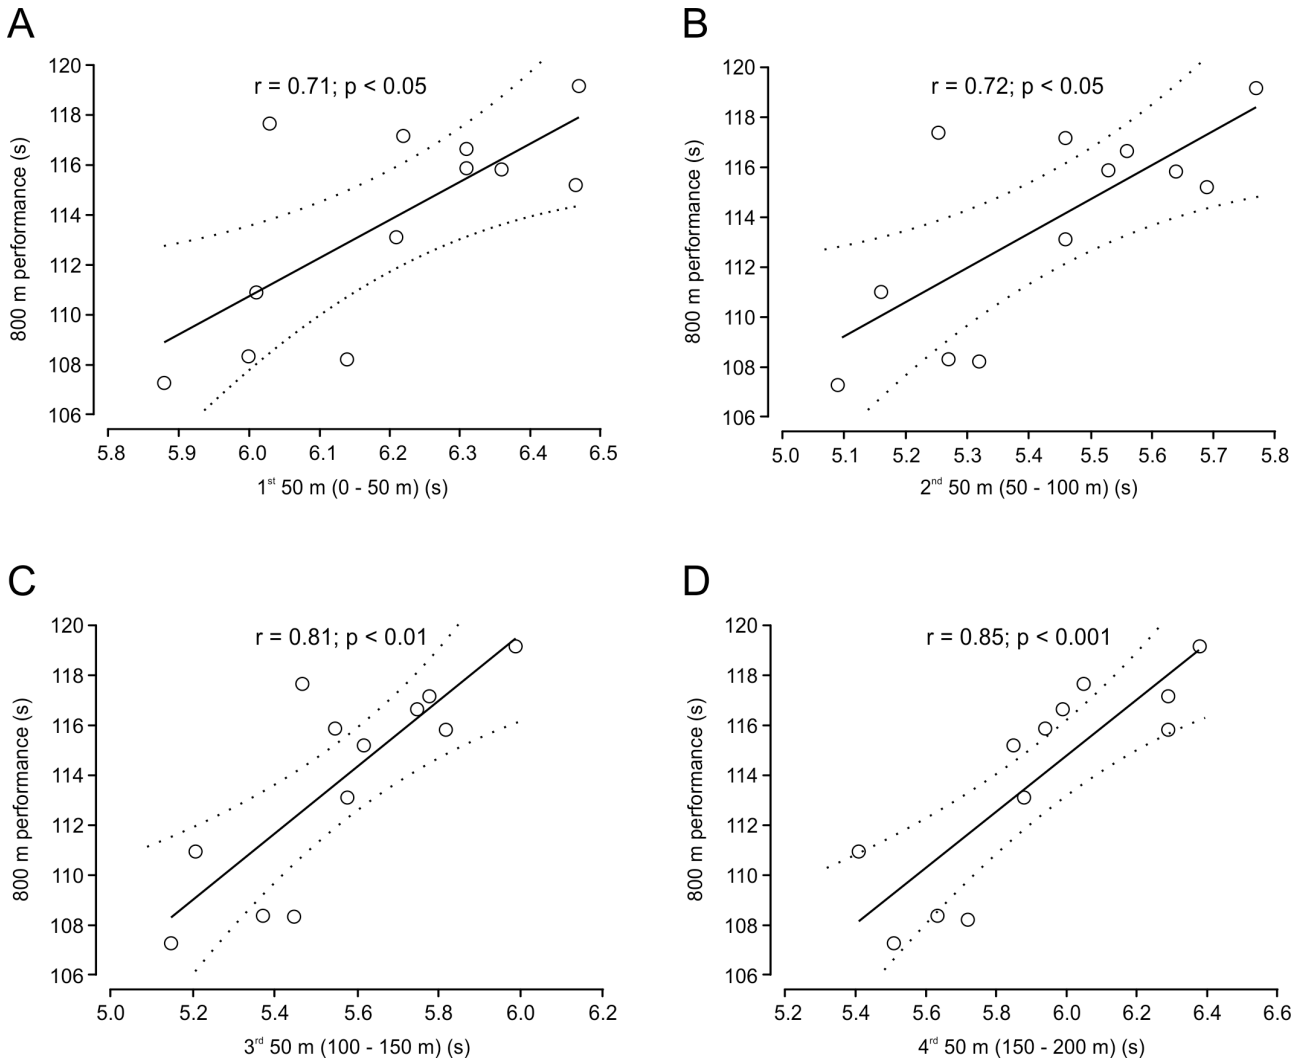 A
r = 0.71; p < 0.05
800 m performance (s)
120
118
116
114
112
110
108
106
5.8 5.9 6.0 6.1 6.2 6.3 6.4 6.5
1st 50 m (0 - 50 m) (s)
B
r = 0.72; p < 0.05
800 m performance (s)
120
118
116
114
112
110
108
106
5.0 5.1 5.2 5.3 5.4 5.5 5.6 5.7 5.8
2nd 50 m (50 - 100 m) (s)
C
r = 0.81; p < 0.01
800 m performance (s)
120
118
116
114
112
110
108
106
5.0 5.2 5.4 5.6 5.8 6.0 6.2
3rd 50 m (100 - 150 m) (s)
D
r = 0.85; p < 0.001
800 m performance (s)
120
118
116
114
112
110
108
106
5.2 5.4 5.6 5.8 6.0 6.2 6.4 6.6
4rd 50 m (150 - 200 m) (s)